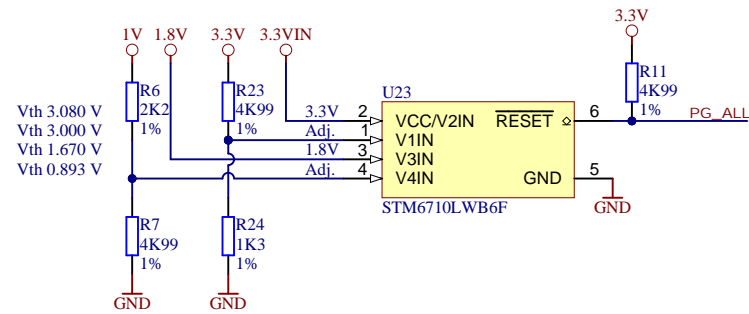 3.3V
1V 1.8V 3.3V 3.3VIN
R11
4K99
1%
PG_ALL
R6
2K2
1%
R23
4K99
1%
U23
Vth 3.080 V
Vth 3.000 V
Vth 1.670 V
Vth 0.893 V
3.3V 2 VCC/V2IN RESET 6
Adj. 1 V1IN
1.8V 3 V3IN
Adj. 4 V4IN GND 5
STM6710LWB6F
GND
R7
4K99
1%
R24
1K3
1%
GND GND